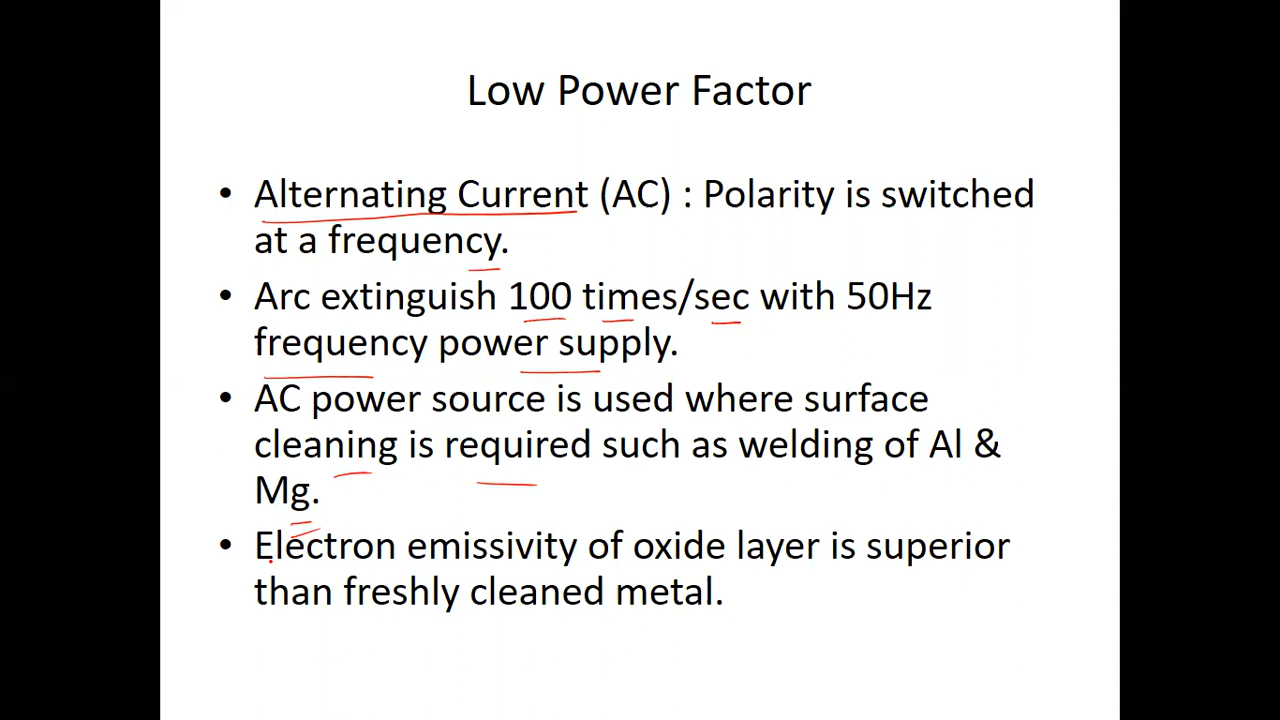 Low Power Factor
• Alternating Current (AC) : Polarity is switched
at a frequency.
• Arc extinguish 100 times/sec with 50Hz
frequency power supply.
• AC power source is used where surface
cleaning is required such as welding of Al &
Mg.
• Electron emissivity of oxide layer is superior
than freshly cleaned metal.